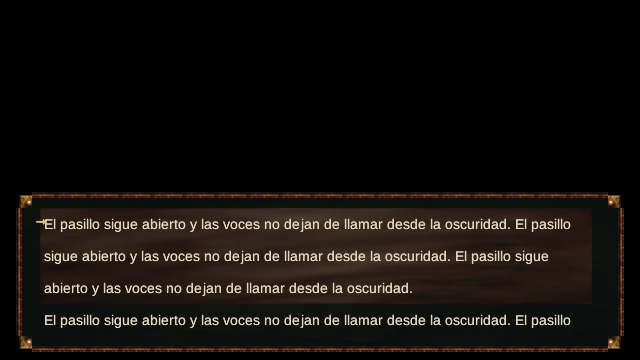 El pasillo sigue abierto y las voces no dejan de llamar desde la oscuridad. El pasillo
sigue abierto y las voces no dejan de llamar desde la oscuridad. El pasillo sigue
abierto y las voces no dejan de llamar desde la oscuridad.
El pasillo sigue abierto y las voces no dejan de llamar desde la oscuridad. El pasillo